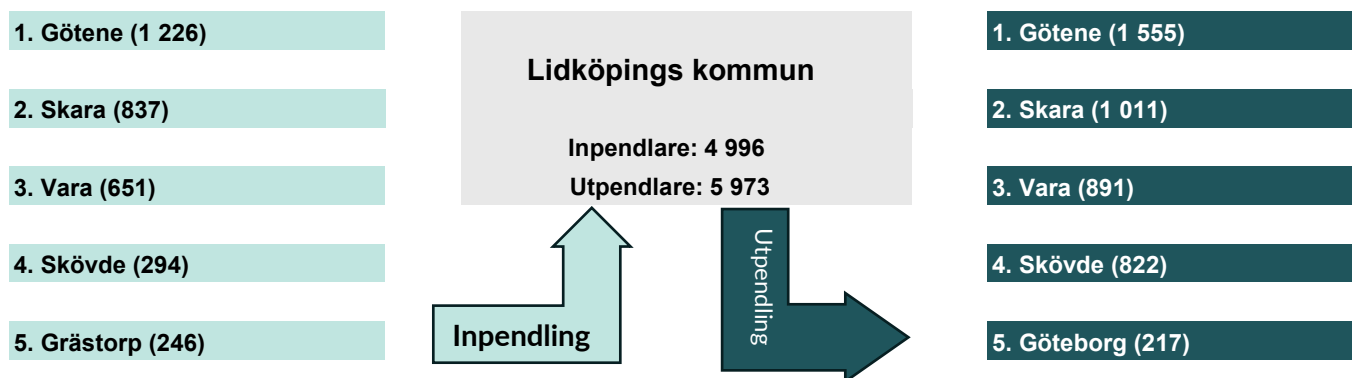 1. Götene (1 226)
2. Skara (837)
3. Vara (651)
4. Skövde (294)
5. Grästorp (246)
Lidköpings kommun
Inpendlare: 4 996
Utpendlare: 5 973
Inpendling
Utpendling
1. Götene (1 555)
2. Skara (1 011)
3. Vara (891)
4. Skövde (822)
5. Göteborg (217)